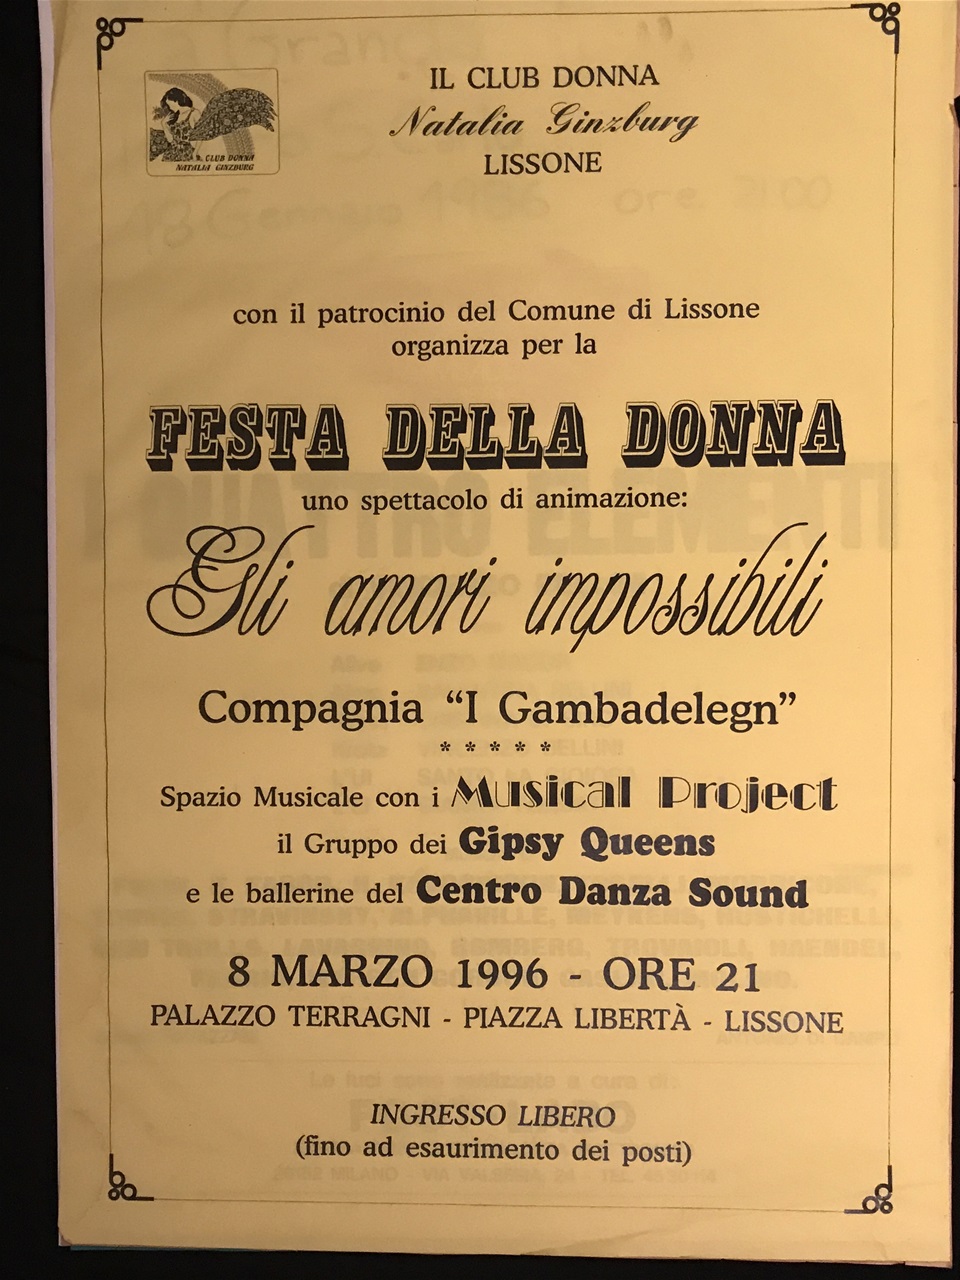 IL CLUB DONNA
Natalia Ginzburg
LISSONE
IL CLUB DONNA
NATALIA GINZBURG
con il patrocinio del Comune di Lissone
organizza per la
FESTA DELLA DONNA
uno spettacolo di animazione:
Gli amori impossibili
Compagnia “I Gambadelegn”
* * * * *
Spazio Musicale con i Musical Project
il Gruppo dei Gipsy Queens
e le ballerine del Centro Danza Sound
8 MARZO 1996 - ORE 21
PALAZZO TERRAGNI - PIAZZA LIBERTÀ - LISSONE
INGRESSO LIBERO
(fino ad esaurimento dei posti)